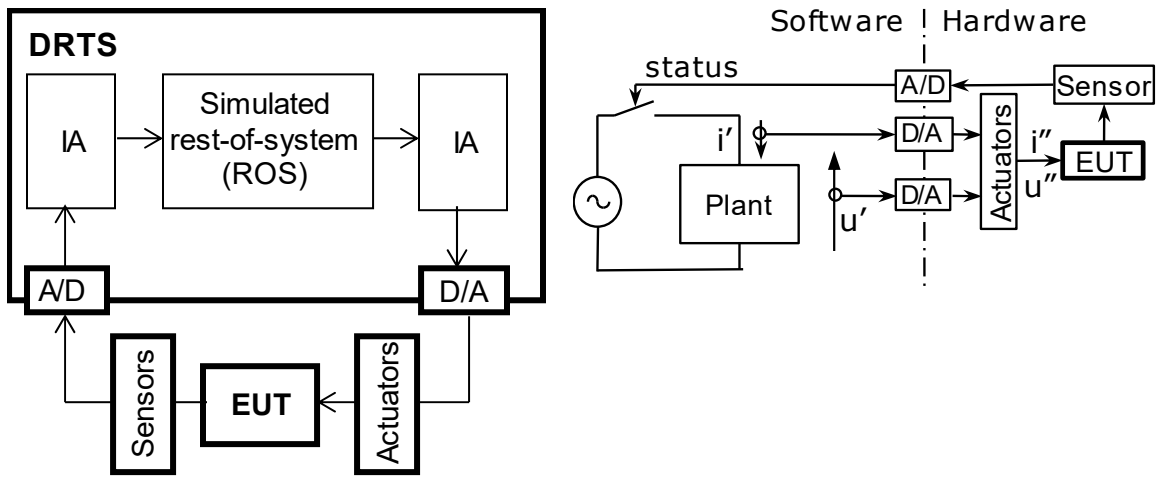 DRTS
IA
Simulated
rest-of-system
(ROS)
IA
A/D
D/A
Sensors
EUT
Actuators
Software
Hardware
status
A/D
Sensor
i′
D/A
Actuators
i″
EUT
u″
Plant
D/A
u′